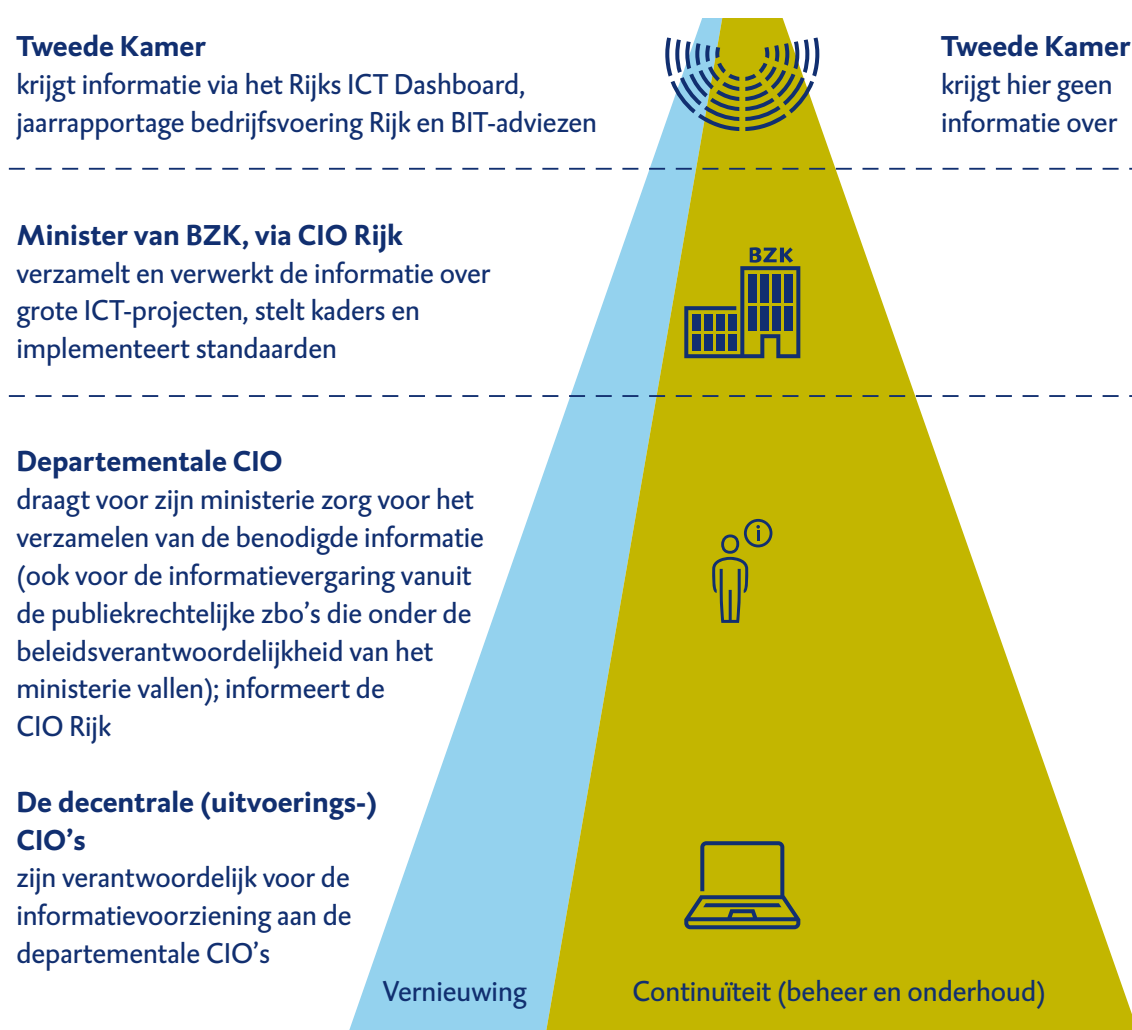 Tweede Kamer
krijgt informatie via het Rijks ICT Dashboard,
jaarrapportage bedrijfsvoering Rijk en BIT-adviezen
Tweede Kamer
krijgt hier geen
informatie over
Minister van BZK, via CIO Rijk
verzamelt en verwerkt de informatie over
grote ICT-projecten, stelt kaders en
implementeert standaarden
BZK
Departementale CIO
draagt voor zijn ministerie zorg voor het
verzamelen van de benodigde informatie
(ook voor de informatievergaring vanuit
de publiekrechtelijke zbo’s die onder de
beleidsverantwoordelijkheid van het
ministerie vallen); informeert de
CIO Rijk
i
De decentrale (uitvoerings-)
CIO’s
zijn verantwoordelijk voor de
informatievoorziening aan de
departementale CIO’s
Vernieuwing
Continuïteit (beheer en onderhoud)